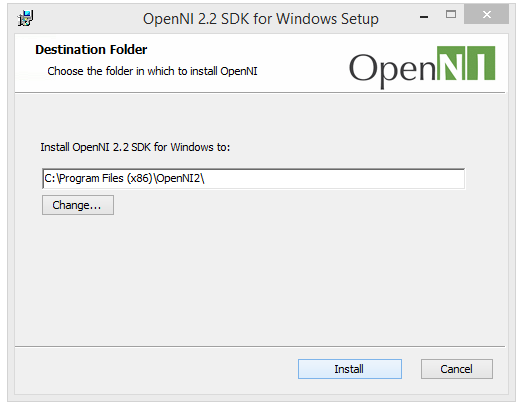 OpenNI 2.2 SDK for Windows Setup
Destination Folder
Choose the folder in which to install OpenNI
OpenNI
Install OpenNI 2.2 SDK for Windows to:
C:\Program Files (x86)\OpenNI2\
Change...
Install
Cancel